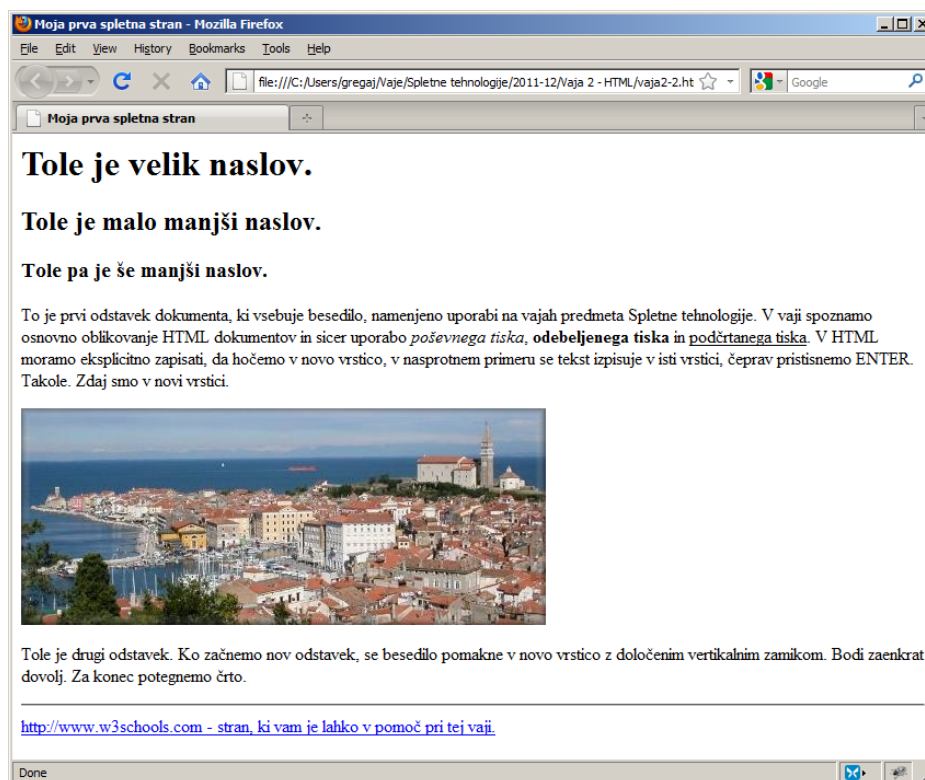 Moja prva spletna stran - Mozilla Firefox
File Edit View History Bookmarks Tools Help
file:///C:/Users/gregaj/Vaje/Spletne tehnologije/2011-12/Vaja 2 - HTML/vaja2-2.ht Google
Moja prva spletna stran
Tole je velik naslov.
Tole je malo manjši naslov.
Tole pa je še manjši naslov.
To je prvi odstavek dokumenta, ki vsebuje besedilo, namenjeno uporabi na vajah predmeta Spletne tehnologije. V vaji spoznamo
osnovno oblikovanje HTML dokumentov in sicer uporabo poševnega tiska, odebeljenega tiska in podčrtanega tiska. V HTML
moramo eksplicitno zapisati, da hočemo v novo vrstico, v nasprotnem primeru se tekst izpisuje v isti vrstici, čeprav pristisnemo ENTER.
Takole. Zdaj smo v novi vrstici.
Tole je drugi odstavek. Ko začnemo nov odstavek, se besedilo pomakne v novo vrstico z določenim vertikalnim zamikom. Bodi zaenkrat
dovolj. Za konec potegnemo črto.
http://www.w3schools.com - stran, ki vam je lahko v pomoč pri tej vaji.
Done